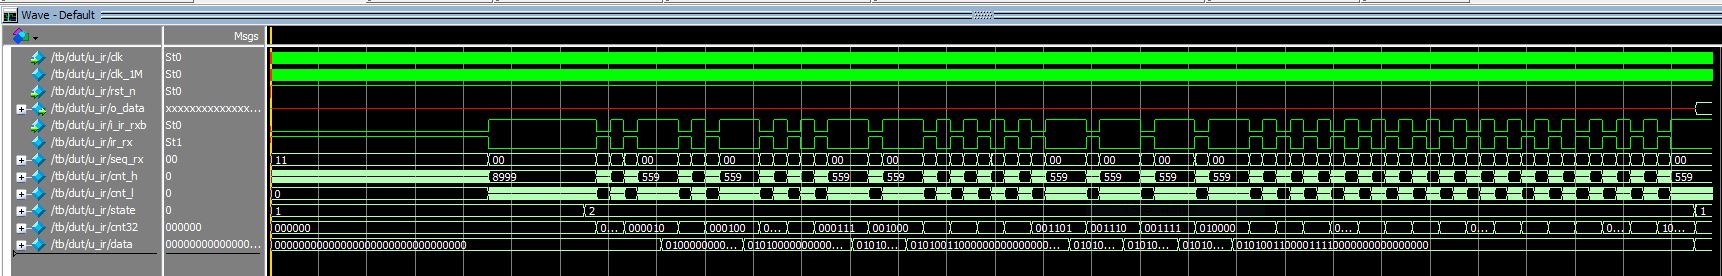 Wave - Default
Msgs
/tb/dut/u_ir/clk St0
/tb/dut/u_ir/clk_1M St0
/tb/dut/u_ir/rst_n St0
/tb/dut/u_ir/o_data xxxxxxxxxxxxxx...
/tb/dut/u_ir/i_ir_rxb St0
/tb/dut/u_ir/ir_rx St1
/tb/dut/u_ir/seq_rx 00 11 00 00 00 00 00 00 00 00 00 00 00
/tb/dut/u_ir/cnt_h 0 8999 559 559 559 559 559 559 559 559 559
/tb/dut/u_ir/cnt_l 0 0
/tb/dut/u_ir/state 0 1 2 1
/tb/dut/u_ir/cnt32 000000 000000 0... 000010 000100 0... 000111 001000 001101 001110 001111 010000 0... 0... 0... 10...
/tb/dut/u_ir/data 00000000000000... 00000000000000000000000000000000 0100000000... 01010000000000... 01010... 01010011000000000000000000... 01010... 01010... 01010... 01010011000011110000000000000000